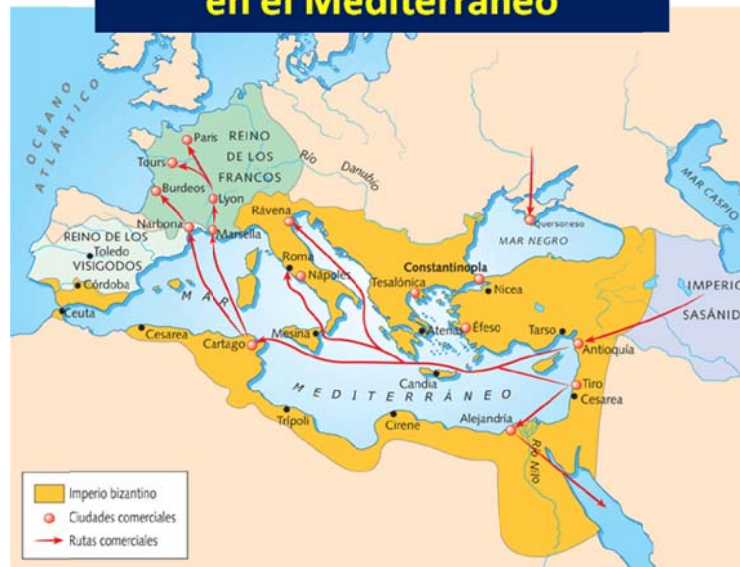 en el Mediterráneo
OCÉANO
ATLÁNTICO
París
REINO
DE LOS
FRANCOS
Tours
Río
Danubio
Burdeos
Lyon
MAR CASPIO
Rávena
Quersoneso
Narbona
Marsella
MAR NEGRO
REINO DE LOS
Toledo
VISIGODOS
Roma
Constantinopla
Nápoles
Tesalónica
Nicea
IMPERIO
SASÁNID
Córdoba
MAR
Ceuta
Cesarea
Cartago
Mesina
Atenas
Éfeso
Tarso
Antioquía
Candia
Tiro
MEDITERRÁNEO
Cesarea
Alejandría
Trípoli
Cirene
Río Nilo
Imperio bizantino
Ciudades comerciales
Rutas comerciales